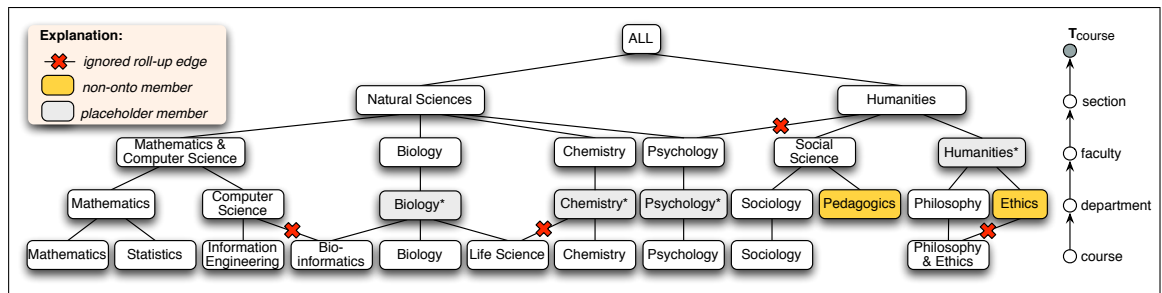 Explanation:
ignored roll-up edge
non-onto member
placeholder member
ALL
Tcourse
Natural Sciences
Humanities
section
Mathematics &
Computer Science
Biology
Chemistry
Psychology
Social
Science
Humanities*
faculty
Mathematics
Computer
Science
Biology*
Chemistry*
Psychology*
Sociology
Pedagogics
Philosophy
Ethics
department
Mathematics
Statistics
Information
Engineering
Bio-
informatics
Biology
Life Science
Chemistry
Psychology
Sociology
Philosophy
& Ethics
course